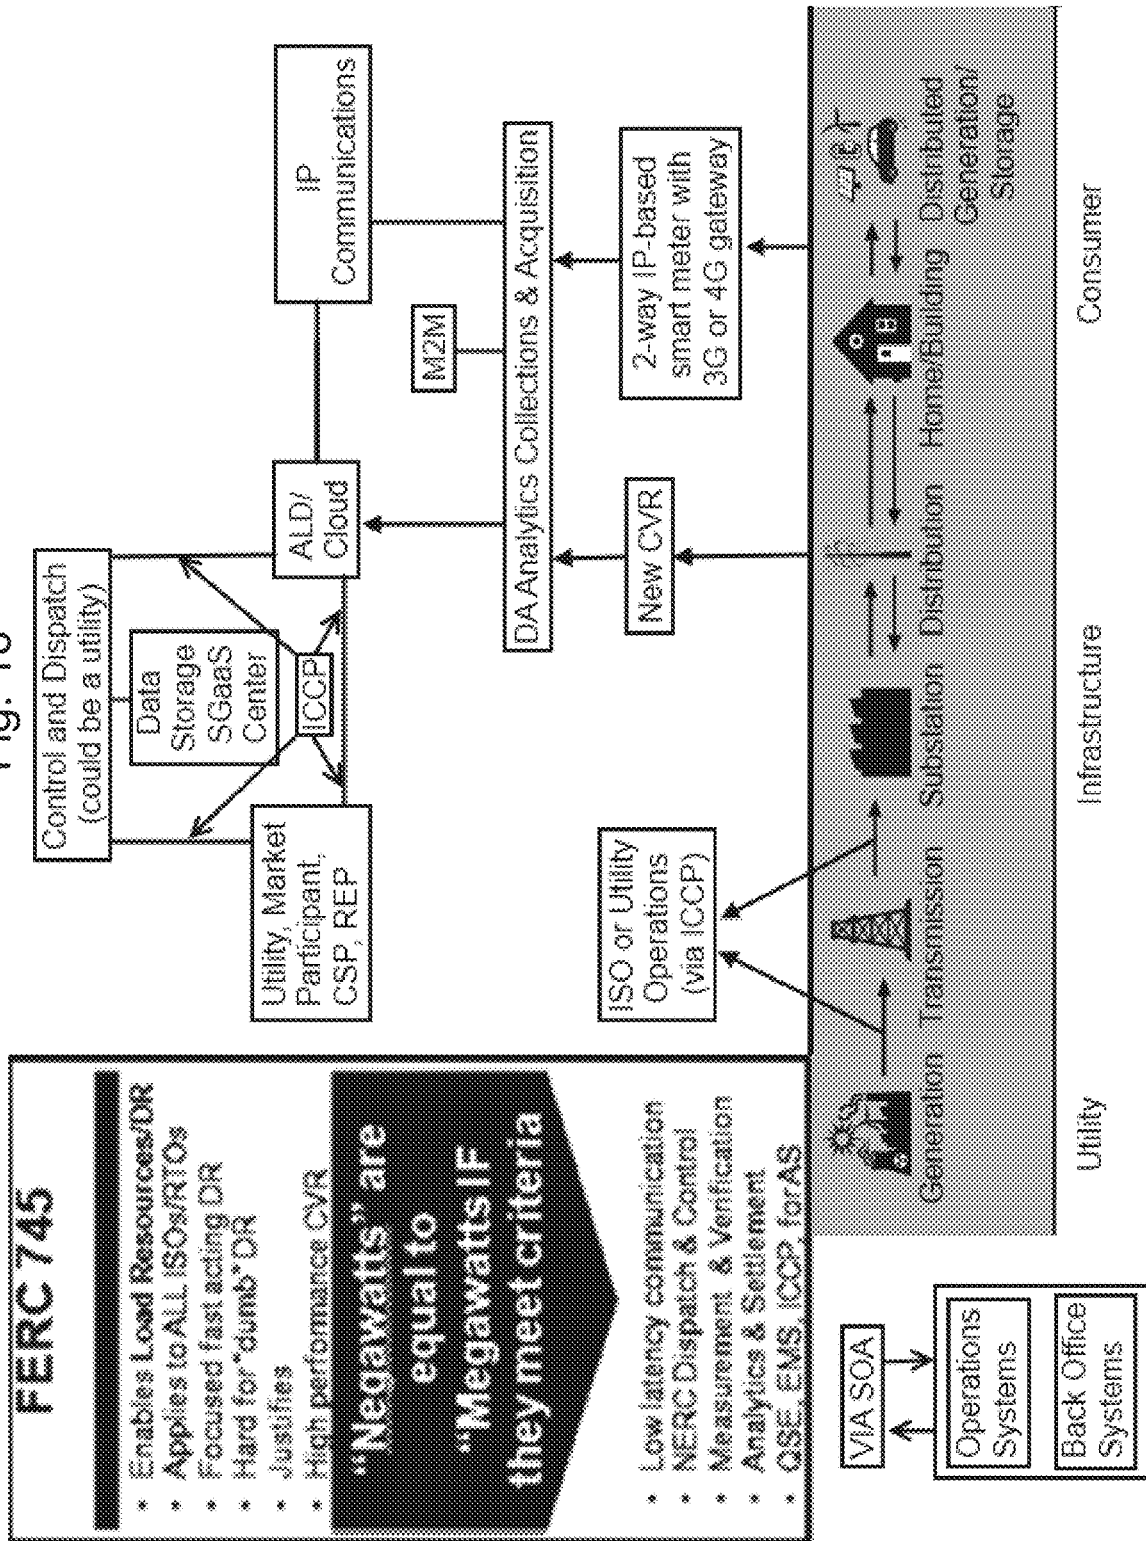 FERC 745
• Enables Load Resources/DR
• Applies to ALL ISOs/RTOs
• Focused fast acting DR
• Hard for "dumb" DR
• Justifies
• High performance CVR
"Negawatts" are
equal to
"Megawatts IF
they meet criteria
• Low latency communication
• NERC Dispatch & Control
• Measurement & Verification
• Analytics & Settlement
• QSE, EMS, ICCP, for AS
Control and Dispatch
(could be a utility)
Data
Storage
SGaaS
Center
ICCP
Utility, Market
Participant,
CSP, REP
ALD/
Cloud
IP
Communications
M2M
DA Analytics Collections & Acquisition
ISO or Utility
Operations
(via ICCP)
New CVR
2-way IP-based
smart meter with
3G or 4G gateway
Generation
Transmission
Substation
Distribution
Home/Building
Distributed
Generation/
Storage
Utility
Infrastructure
Consumer
VIA SOA
Operations
Systems
Back Office
Systems